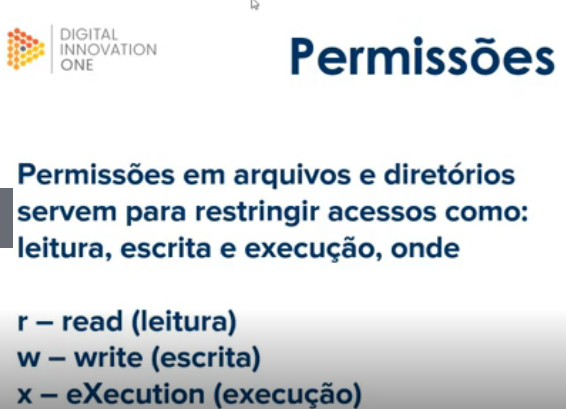 DIGITAL
INNOVATION
ONE
Permissões
Permissões em arquivos e diretórios
servem para restringir acessos como:
leitura, escrita e execução, onde
r – read (leitura)
w – write (escrita)
x – eXecution (execução)